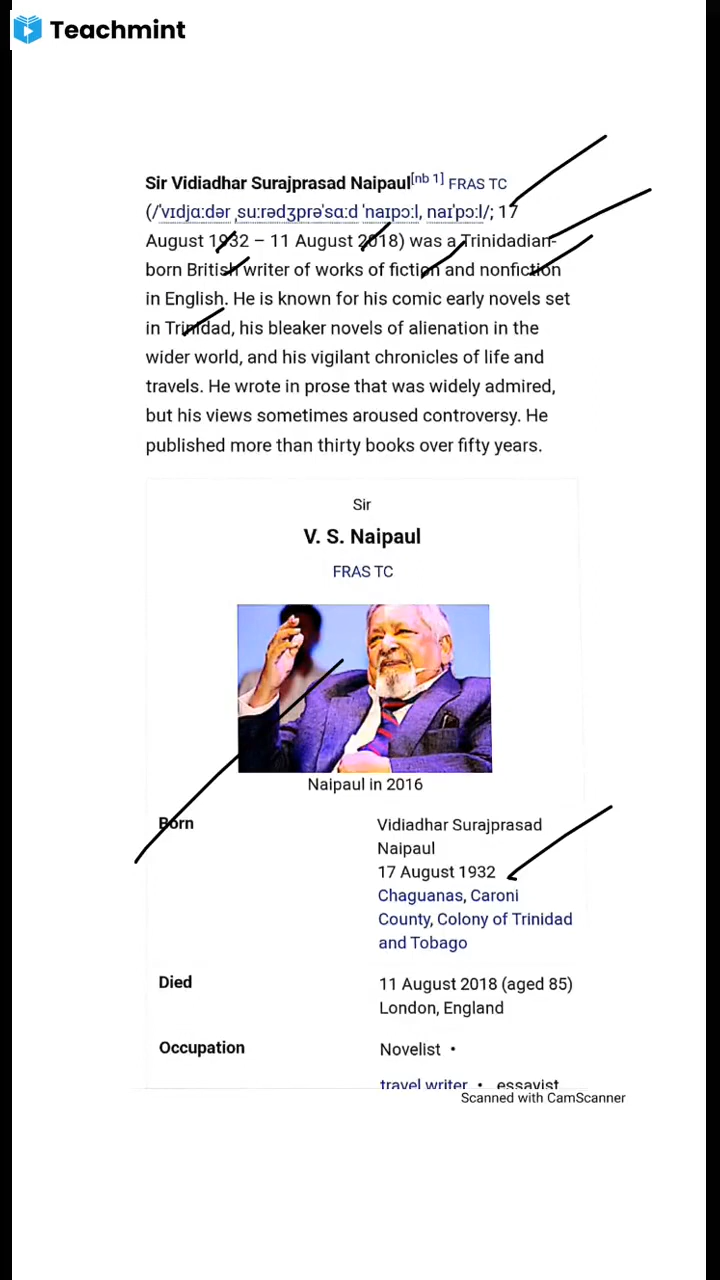 Teachmint
Sir Vidiadhar Surajprasad Naipaul[nb 1] FRAS TC
(/ˈvɪdjɑːdər ˌsuːrədʒprəˈsɑːd ˈnaɪpɔːl, naɪˈpɔːl/; 17
August 1932 – 11 August 2018) was a Trinidadian-
born British writer of works of fiction and nonfiction
in English. He is known for his comic early novels set
in Trinidad, his bleaker novels of alienation in the
wider world, and his vigilant chronicles of life and
travels. He wrote in prose that was widely admired,
but his views sometimes aroused controversy. He
published more than thirty books over fifty years.
Sir
V. S. Naipaul
FRAS TC
Naipaul in 2016
Born Vidiadhar Surajprasad
Naipaul
17 August 1932
Chaguanas, Caroni
County, Colony of Trinidad
and Tobago
Died 11 August 2018 (aged 85)
London, England
Occupation Novelist •
travel writer • essayist
Scanned with CamScanner